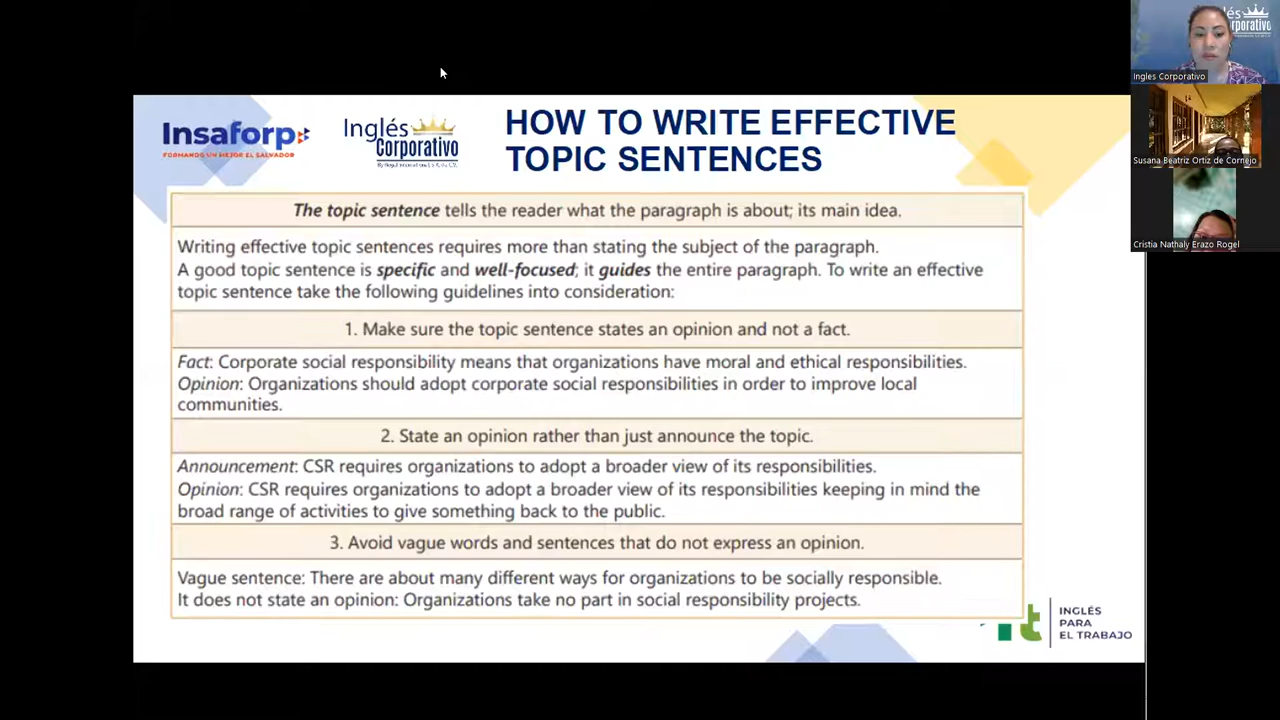 Insaforp
FORMANDO UN MEJOR EL SALVADOR
Inglés
Corporativo
HOW TO WRITE EFFECTIVE
TOPIC SENTENCES
The topic sentence tells the reader what the paragraph is about; its main idea.
Writing effective topic sentences requires more than stating the subject of the paragraph.
A good topic sentence is specific and well-focused; it guides the entire paragraph. To write an effective
topic sentence take the following guidelines into consideration:
1. Make sure the topic sentence states an opinion and not a fact.
Fact: Corporate social responsibility means that organizations have moral and ethical responsibilities.
Opinion: Organizations should adopt corporate social responsibilities in order to improve local
communities.
2. State an opinion rather than just announce the topic.
Announcement: CSR requires organizations to adopt a broader view of its responsibilities.
Opinion: CSR requires organizations to adopt a broader view of its responsibilities keeping in mind the
broad range of activities to give something back to the public.
3. Avoid vague words and sentences that do not express an opinion.
Vague sentence: There are about many different ways for organizations to be socially responsible.
It does not state an opinion: Organizations take no part in social responsibility projects.
INGLÉS
PARA
EL TRABAJO
Ingles Corporativo
Susana Beatriz Ortiz de Cornejo
Cristia Nathaly Erazo Rogel